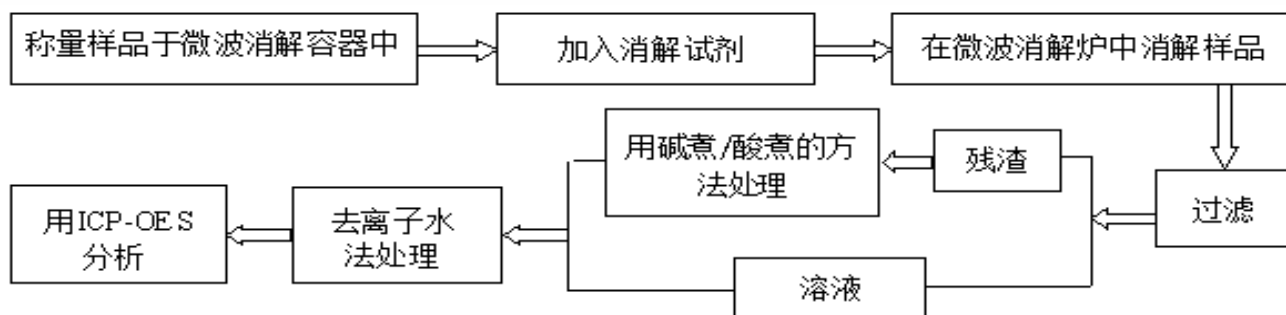 称量样品于微波消解容器中
加入消解试剂
在微波消解炉中消解样品
过滤
残渣
用碱煮/酸煮的方
法处理
溶液
去离子水
法处理
用ICP-OES
分析